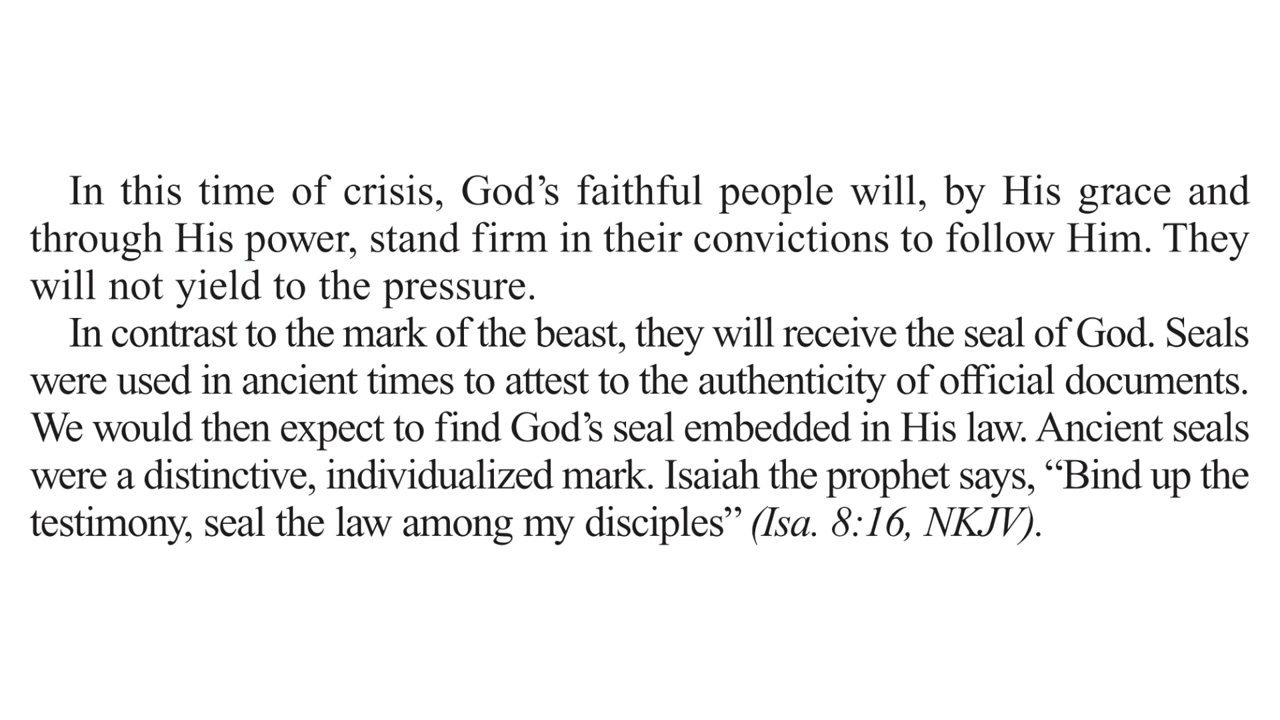 In this time of crisis, God’s faithful people will, by His grace and
through His power, stand firm in their convictions to follow Him. They
will not yield to the pressure.
In contrast to the mark of the beast, they will receive the seal of God. Seals
were used in ancient times to attest to the authenticity of official documents.
We would then expect to find God’s seal embedded in His law. Ancient seals
were a distinctive, individualized mark. Isaiah the prophet says, “Bind up the
testimony, seal the law among my disciples” (Isa. 8:16, NKJV).